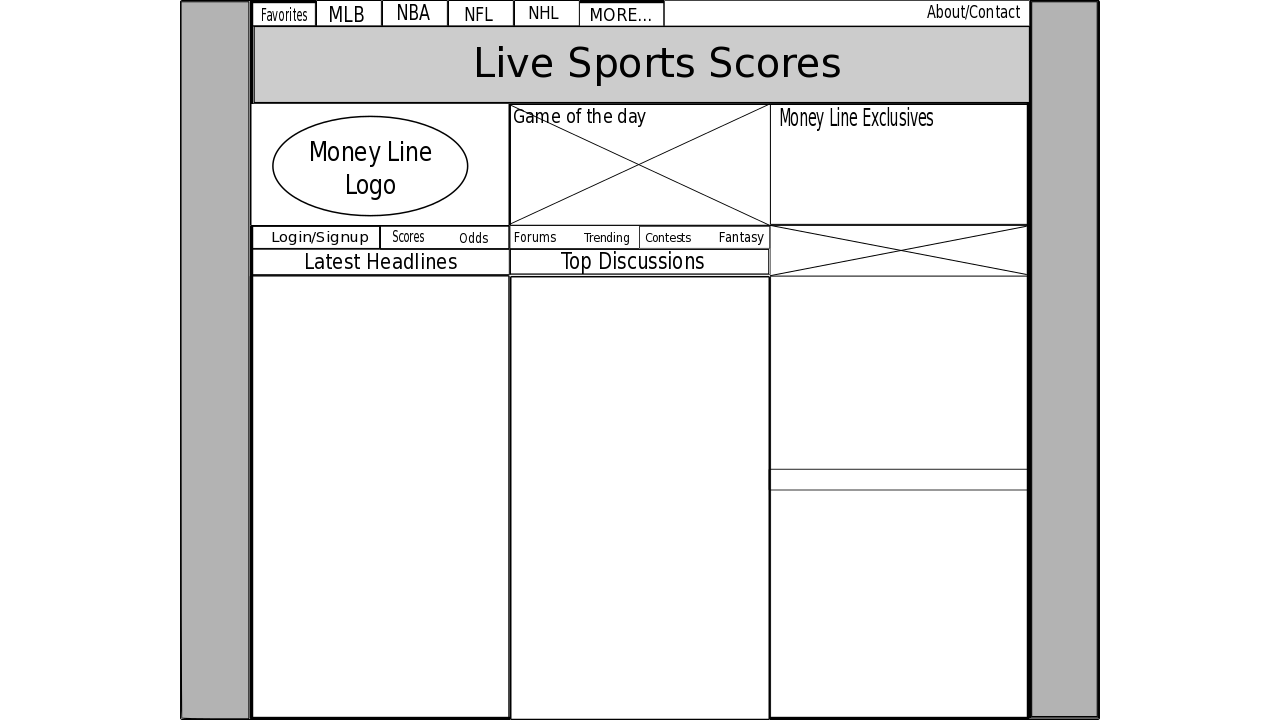 Favorites MLB NBA NFL NHL MORE... About/Contact
Live Sports Scores
Money Line
Logo
Game of the day
Money Line Exclusives
Login/Signup Scores Odds Forums Trending Contests Fantasy
Latest Headlines Top Discussions